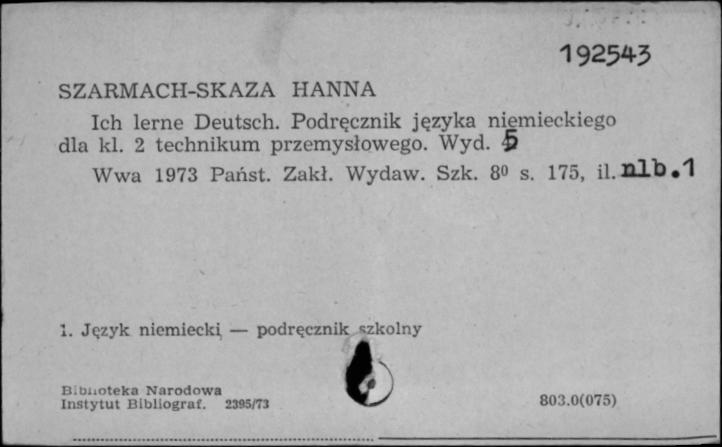 192543
SZARMACH-SKAZA HANNA
Ich lerne Deutsch. Podręcznik języka niemieckiego
dla kl. 2 technikum przemysłowego. Wyd. 5
Wwa 1973 Państ. Zakł. Wydaw. Szk. 8⁰ s. 175, il. nlb.1
1. Język niemiecki — podręcznik szkolny
Biblioteka Narodowa
Instytut Bibliograf. 2395/73
803.0(075)